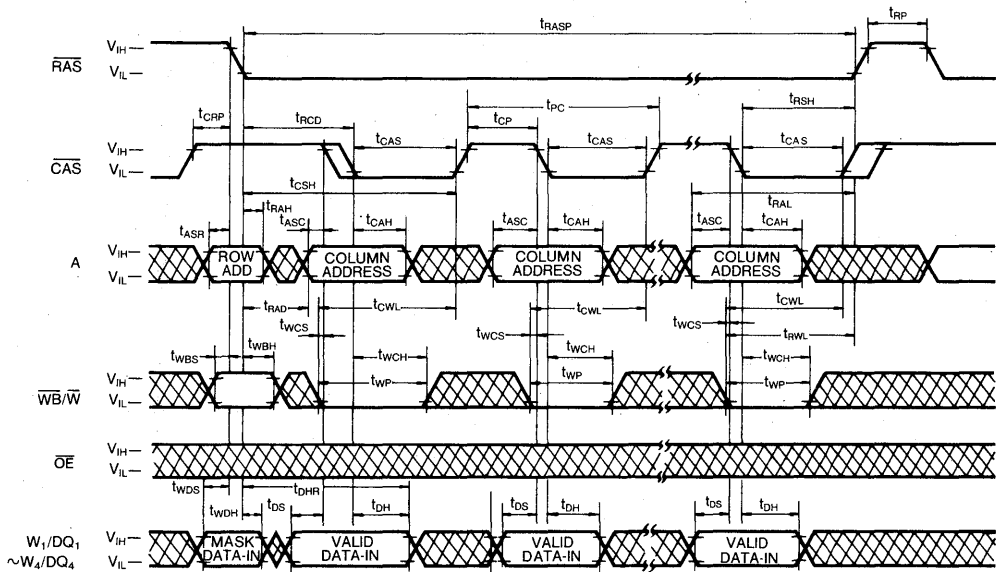 tRASP tRP
RAS VIH VIL
tCRP tRCD tCP tPC tRSH
CAS VIH VIL tCAS tCAS tCAS
tCSH tRAL
tASR tRAH tASC tCAH tASC tCAH tASC tCAH
A VIH VIL ROW ADD COLUMN ADDRESS COLUMN ADDRESS COLUMN ADDRESS
tRAD tCWL tCWL tCWL
tWCS tWCS tWCS tRWL
tWBS tWBH tWCH tWCH tWCH
tWP tWP tWP
WB/W VIH VIL
OE VIH VIL
tWDS tDHR
tWDH tDS tDH tDS tDH tDS tDH
W1/DQ1 VIH MASK DATA-IN VALID DATA-IN VALID DATA-IN VALID DATA-IN
~W4/DQ4 VIL